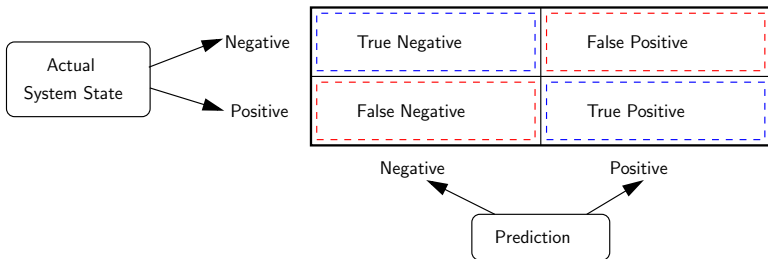 Negative
True Negative
False Positive
Actual
System State
Positive
False Negative
True Positive
Negative
Positive
Prediction